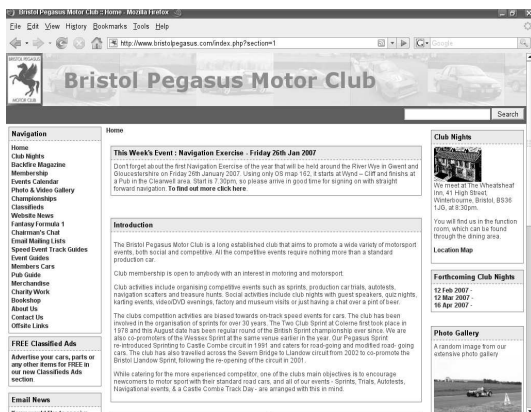 Bristol Pegasus Motor Club :: Home - Mozilla Firefox
File Edit View History Bookmarks Tools Help
http://www.bristolpegasus.com/index.php?section=1
Google
BRISTOL PEGASUS
MOTOR CLUB
Bristol Pegasus Motor Club
Search
Navigation
Home
Club Nights
Backfire Magazine
Membership
Events Calendar
Photo & Video Gallery
Championships
Classifieds
Website News
Fantasy Formula 1
Chairman's Chat
Email Mailing Lists
Speed Event Track Guides
Event Guides
Members Cars
Pub Guide
Merchandise
Charity Work
Bookshop
About Us
Contact Us
Offsite Links
FREE Classified Ads
Advertise your cars, parts or
any other items for FREE in
our new Classifieds Ads
section.
Email News
Home
This Week's Event : Navigation Exercise - Friday 26th Jan 2007
Don't forget about the first Navigation Exercise of the year that will be held around the River Wye in Gwent and
Gloucestershire on Friday 26th January 2007. Using only OS map 162, it starts at Wynd – Cliff and finishs at
a Pub in the Clearwell area. Start is 7.30pm, so please arrive in good time for signing on with straight
forward navigation. To find out more click here.
Introduction
The Bristol Pegasus Motor Club is a long established club that aims to promote a wide variety of motorsport
events, both social and competitive. All the competitive events require nothing more than a standard
production car.
Club membership is open to anybody with an interest in motoring and motorsport.
Club activities include organising competitive events such as sprints, production car trials, autotests,
navigation scatters and treasure hunts. Social activities include club nights with guest speakers, quiz nights,
karting events, video/DVD evenings, factory and museum visits or just having a chat over a pint of beer.
The clubs competition activities are biased towards on-track speed events for cars. The club has been
involved in the organisation of sprints for over 30 years. The Two Club Sprint at Colerne first took place in
1978 and this August date has been regular round of the British Sprint championship ever since. We are
also co-promoters of the Wessex Sprint at the same venue earlier in the year. Our Pegasus Sprint
re-introduced Sprinting to Castle Combe circuit in 1991 and caters for road-going and modified road- going
cars. The club has also travelled across the Severn Bridge to Llandow circuit from 2002 to co-promote the
Bristol Llandow Sprint, following the re-opening of the circuit in 2001.
While catering for the more experienced competitor, one of the clubs main objectives is to encourage
newcomers to motor sport with their standard road cars, and all of our events - Sprints, Trials, Autotests,
Navigational events, & a Castle Combe Track Day - are arranged with this in mind.
Club Nights
We meet at The Wheatsheaf
Inn, 41 High Street,
Winterbourne, Bristol, BS36
1JG, at 8:30pm.
You will find us in the function
room, which can be found
through the dining area.
Location Map
Forthcoming Club Nights
12 Feb 2007 -
12 Mar 2007 -
16 Apr 2007 -
Photo Gallery
A random image from our
extensive photo gallery